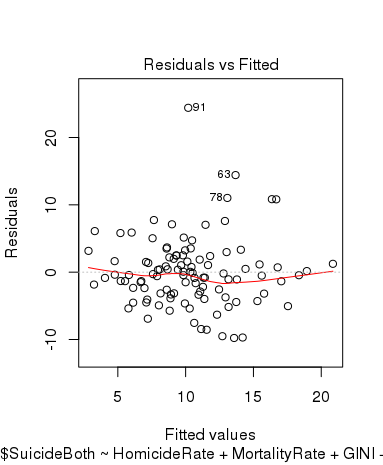 Residuals vs Fitted
91
63
78
Residuals
-10
0
10
20
5
10
15
20
Fitted values
$SuicideBoth ~ HomicideRate + MortalityRate + GINI -